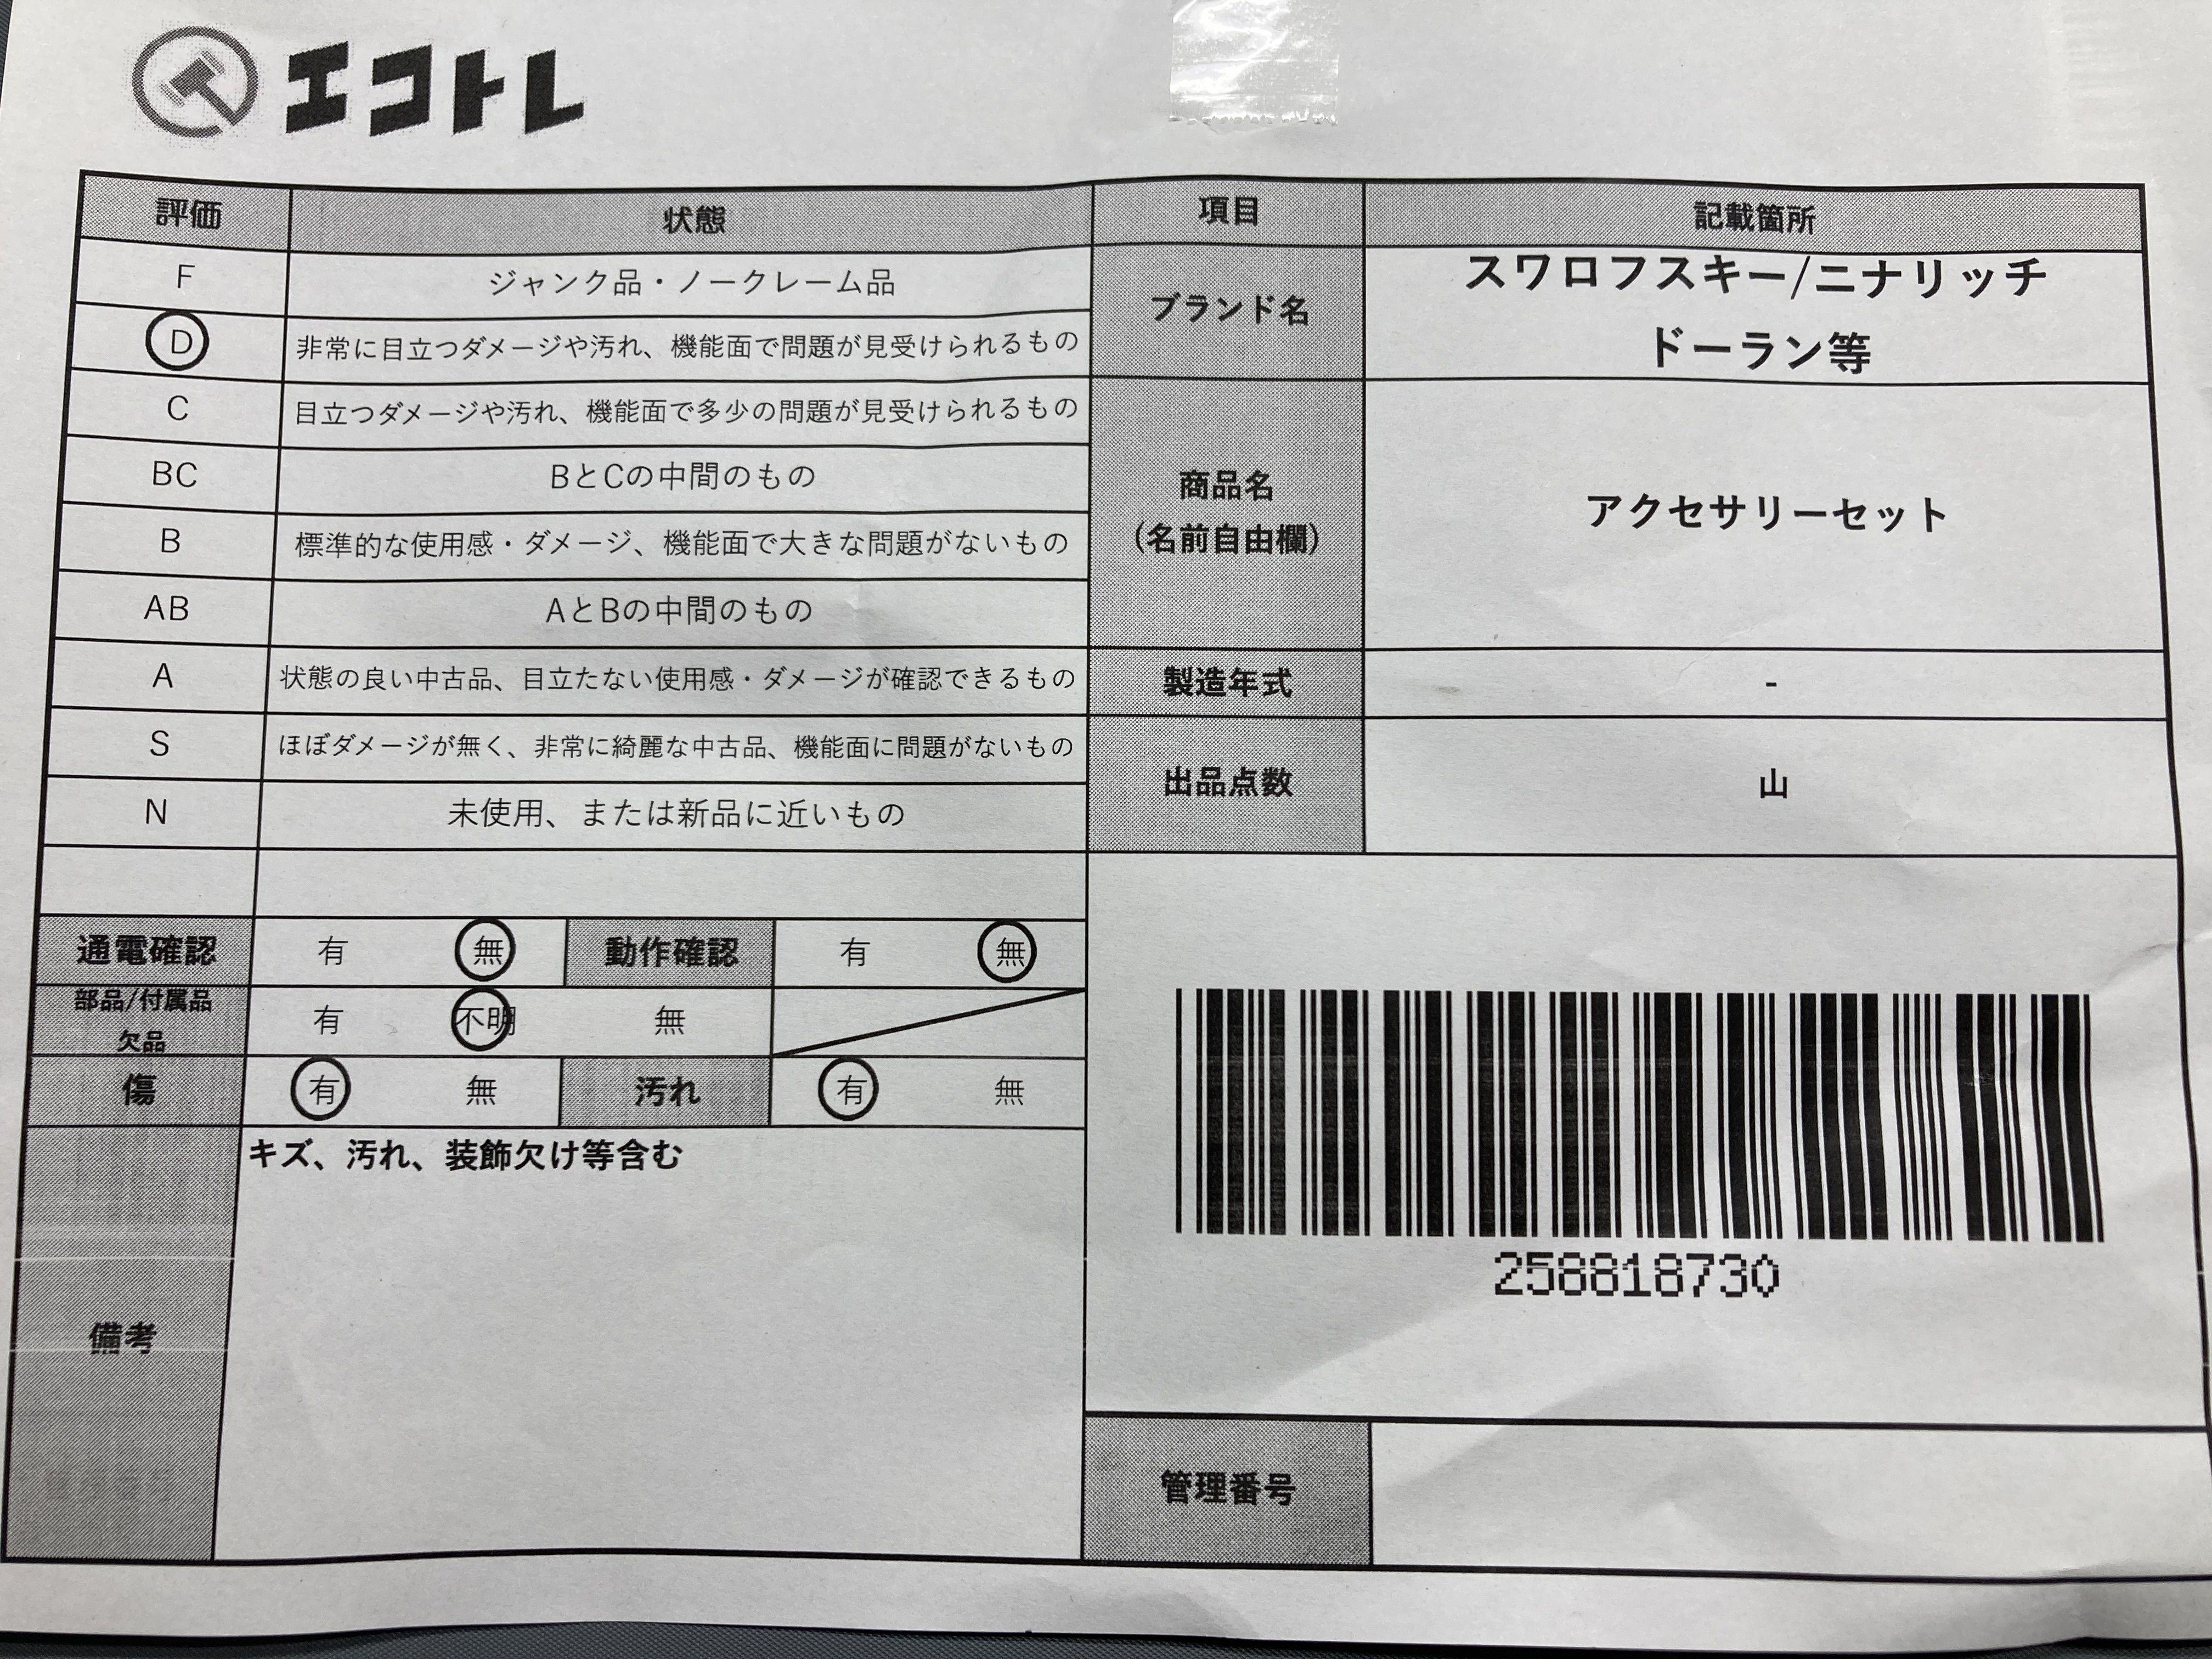 エコトレ
評価 状態 項目 記載箇所
F ジャンク品・ノークレーム品
D 非常に目立つダメージや汚れ、機能面で問題が見受けられるもの
C 目立つダメージや汚れ、機能面で多少の問題が見受けられるもの
BC BとCの中間のもの
B 標準的な使用感・ダメージ、機能面で大きな問題がないもの
AB AとBの中間のもの
A 状態の良い中古品、目立たない使用感・ダメージが確認できるもの
S ほぼダメージが無く、非常に綺麗な中古品、機能面に問題がないもの
N 未使用、または新品に近いもの
ブランド名 スワロフスキー/ニナリッチ
ドーラン等
商品名
(名前自由欄)
アクセサリーセット
製造年式 -
出品点数 山
通電確認 有 無 動作確認 有 無
部品/付属品
欠品
有 不明 無
傷 有 無 汚れ 有 無
備考
キズ、汚れ、装飾欠け等含む
258818730
管理番号